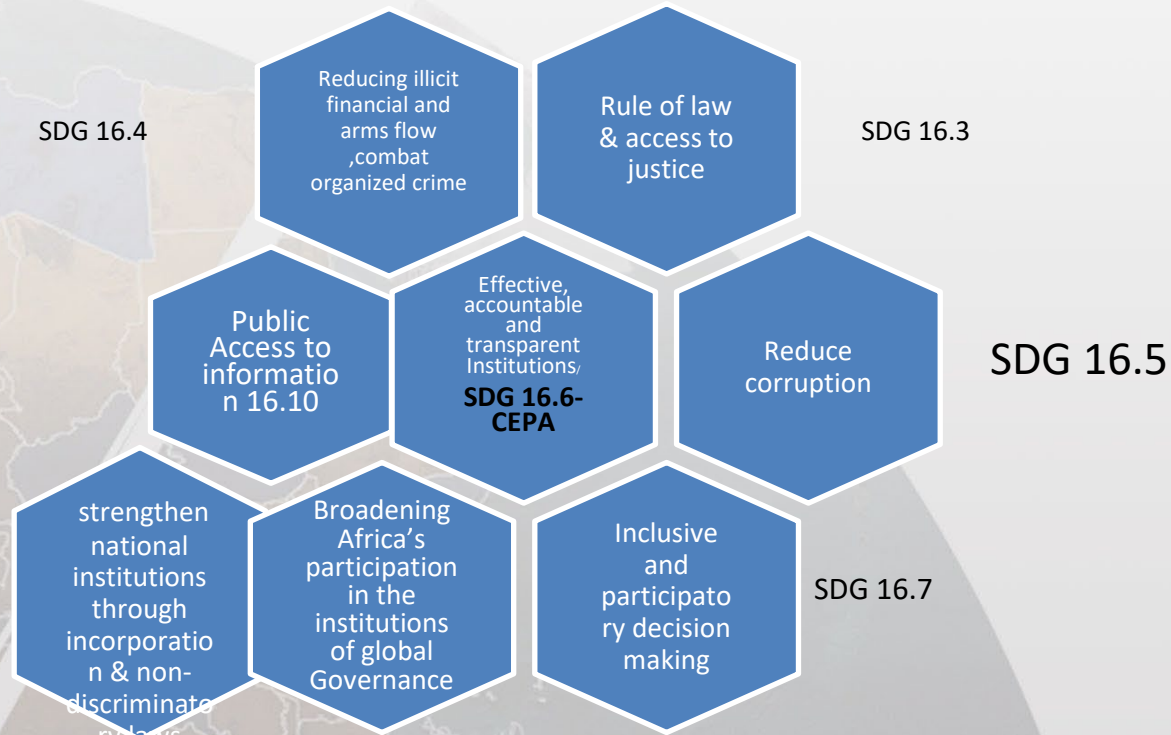 Reducing illicit
financial and
arms flow
,combat
organized crime
Rule of law
& access to
justice
SDG 16.4
SDG 16.3
Public
Access to
informatio
n 16.10
Effective,
accountable
and
transparent
Institutions/
SDG 16.6-
CEPA
Reduce
corruption
SDG 16.5
strengthen
national
institutions
through
incorporatio
n & non-
discriminato
ry laws
Broadening
Africa’s
participation
in the
institutions
of global
Governance
Inclusive
and
participato
ry decision
making
SDG 16.7